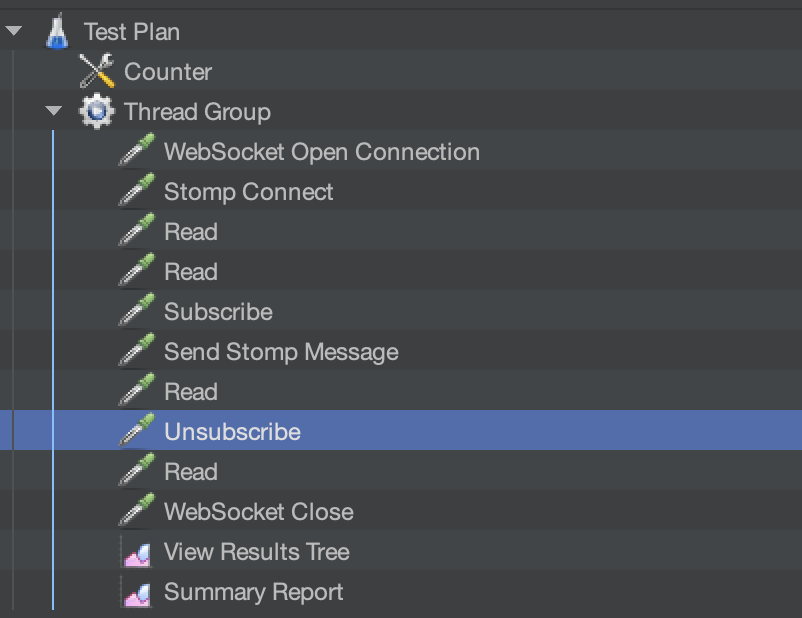 Test Plan
Counter
Thread Group
WebSocket Open Connection
Stomp Connect
Read
Read
Subscribe
Send Stomp Message
Read
Unsubscribe
Read
WebSocket Close
View Results Tree
Summary Report